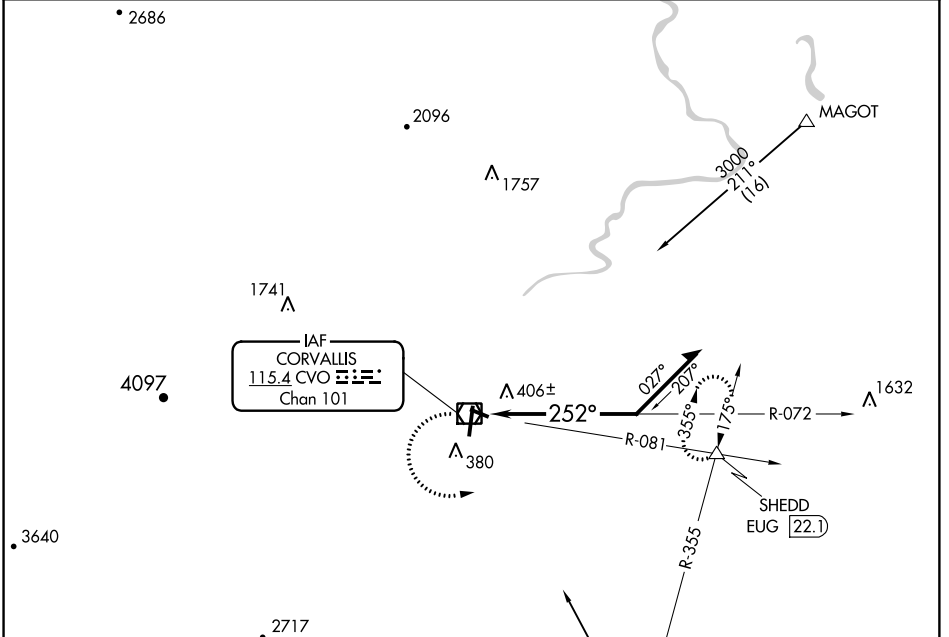 2686
2096
MAGOT
3000
211°
(16)
1757
1741
IAF
CORVALLIS
115.4 CVO
Chan 101
4097
406±
252°
027°
207°
R-072
1632
355°
175°
R-081
380
SHEDD
EUG 22.1
3640
R-355
2717